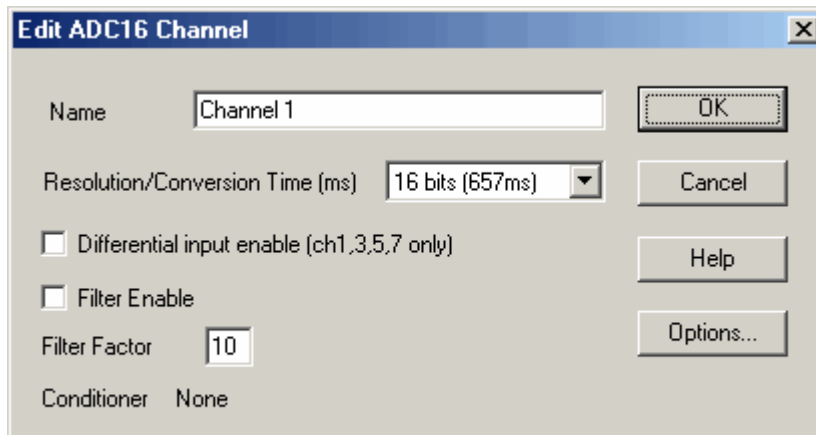 Edit ADC16 Channel
Name
Channel 1
OK
Resolution/Conversion Time (ms)
16 bits (657ms)
Cancel
Differential input enable (ch1,3,5,7 only)
Help
Filter Enable
Filter Factor
10
Options...
Conditioner
None